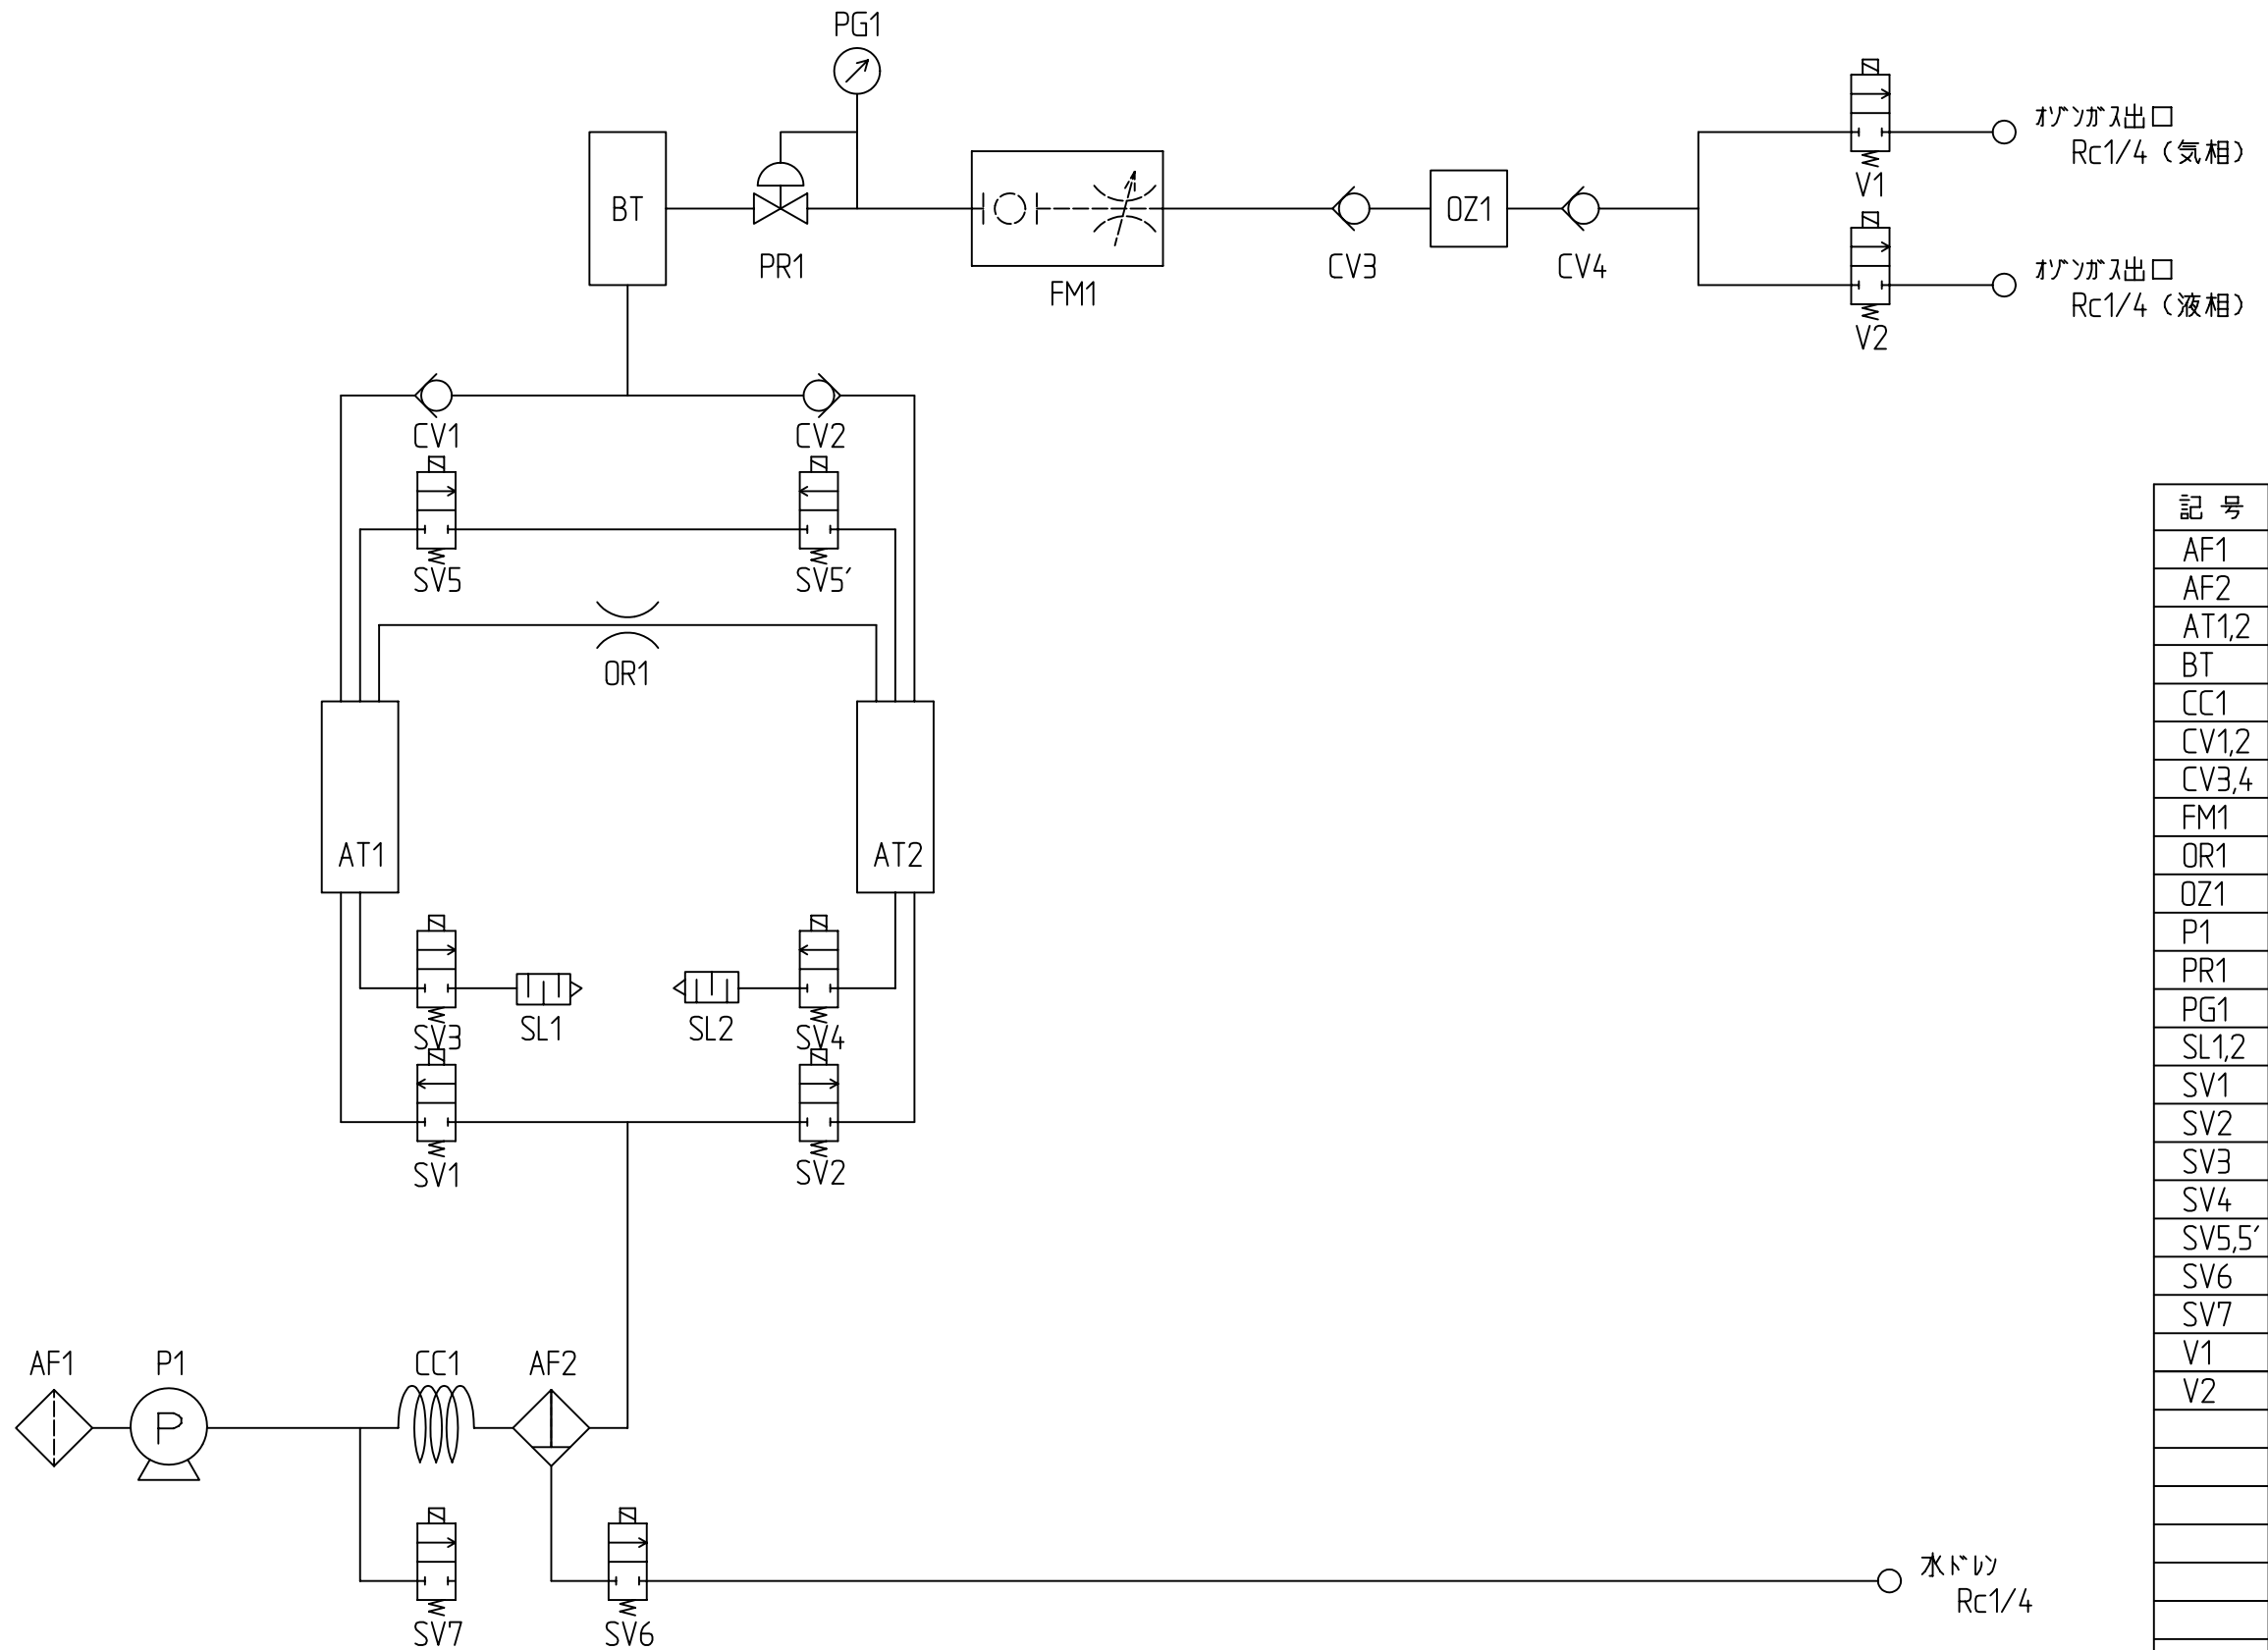 PG1
オゾンガス出口
Rc1/4 (気相)
V1
BT
PR1
FM1
CV3
OZ1
CV4
オゾンガス出口
Rc1/4 (液相)
V2
CV1
CV2
SV5
SV5′
OR1
AT1
AT2
SV3
SL1
SL2
SV4
SV1
SV2
AF1
P1
CC1
AF2
P
SV7
SV6
水ドレン
Rc1/4
記 号
AF1
AF2
AT1,2
BT
CC1
CV1,2
CV3,4
FM1
OR1
OZ1
P1
PR1
PG1
SL1,2
SV1
SV2
SV3
SV4
SV5,5′
SV6
SV7
V1
V2